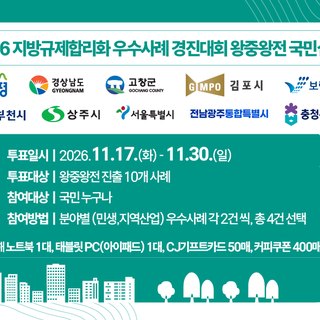 6 지방규제합리화 우수사례 경진대회 왕중왕전 국민
경상남도 GYEONGNAM
고창군 GOCHANG COUNTY
GIMPO 김포시
보
부천시
상주시
서울특별시
전남광주통합특별시
충청
투표일시 | 2026.11.17.(화) - 11.30.(일)
투표대상 | 왕중왕전 진출 10개 사례
참여대상 | 국민 누구나
참여방법 | 분야별 (민생,지역산업) 우수사례 각 2건 씩, 총 4건 선택
노트북 1대, 태블릿 PC(아이패드) 1대, CJ기프트카드 50매, 커피쿠폰 400매